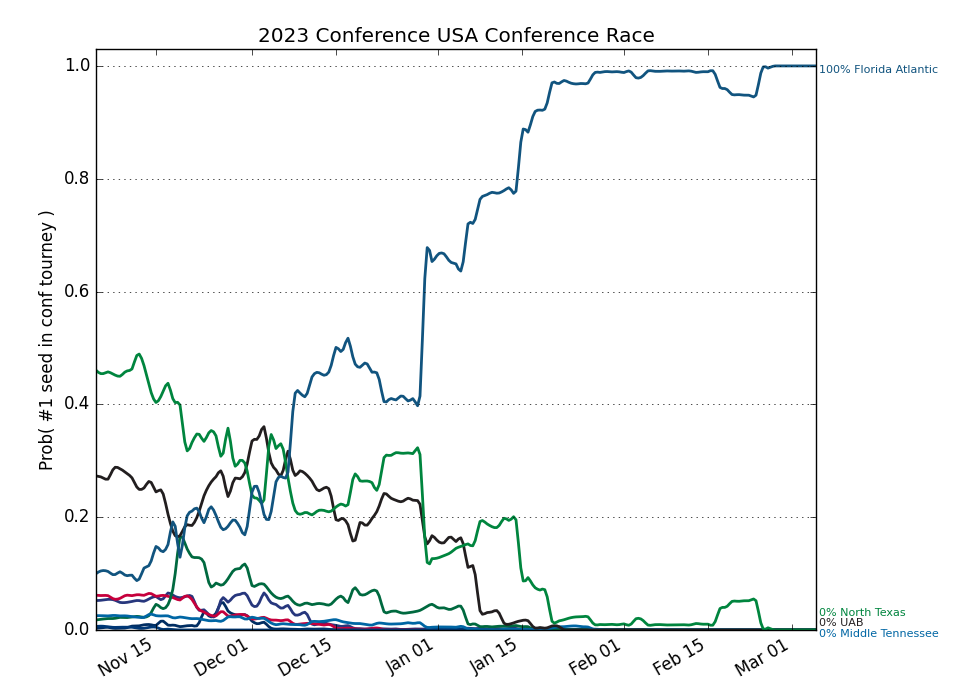 2023 Conference USA Conference Race
Prob( #1 seed in conf tourney )
1.0
0.8
0.6
0.4
0.2
0.0
100% Florida Atlantic
0% North Texas
0% UAB
0% Middle Tennessee
Nov 15
Dec 01
Dec 15
Jan 01
Jan 15
Feb 01
Feb 15
Mar 01